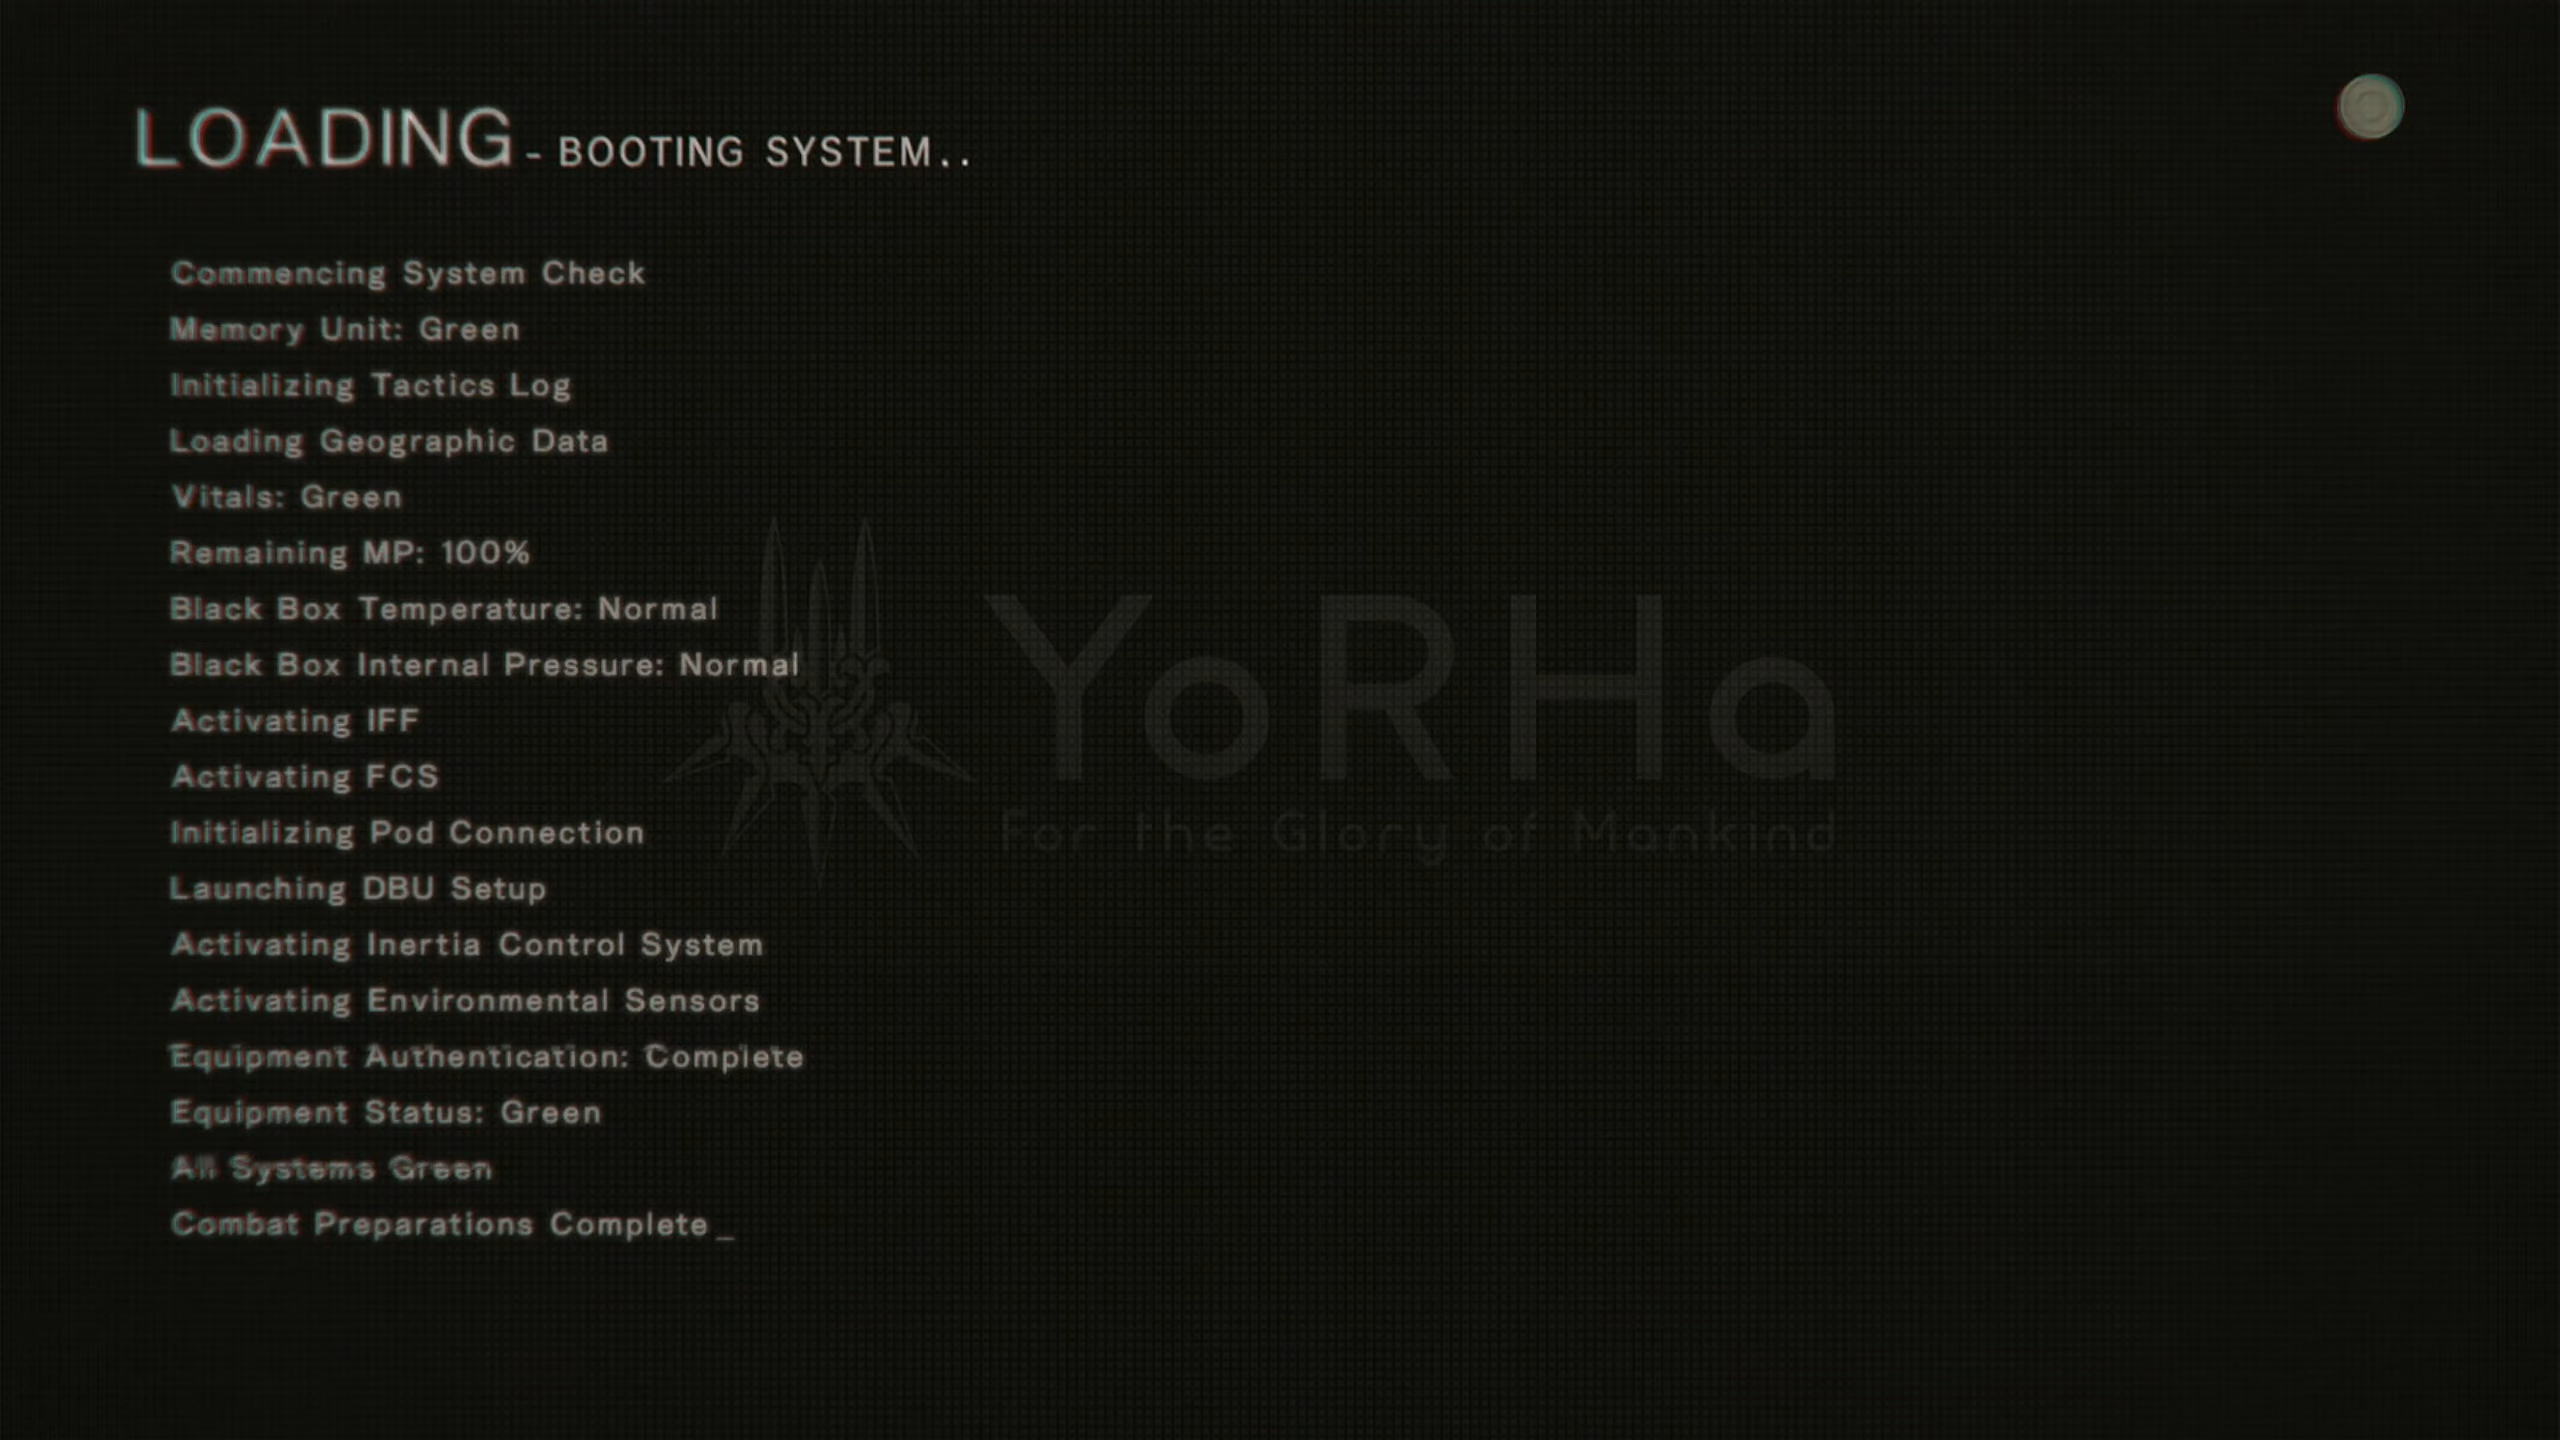 LOADING - BOOTING SYSTEM..
Commencing System Check
Memory Unit: Green
Initializing Tactics Log
Loading Geographic Data
Vitals: Green
Remaining MP: 100%
Black Box Temperature: Normal
Black Box Internal Pressure: Normal
Activating IFF
Activating FCS
Initializing Pod Connection
Launching DBU Setup
Activating Inertia Control System
Activating Environmental Sensors
Equipment Authentication: Complete
Equipment Status: Green
All Systems Green
Combat Preparations Complete_
YoRHa
For the Glory of Mankind